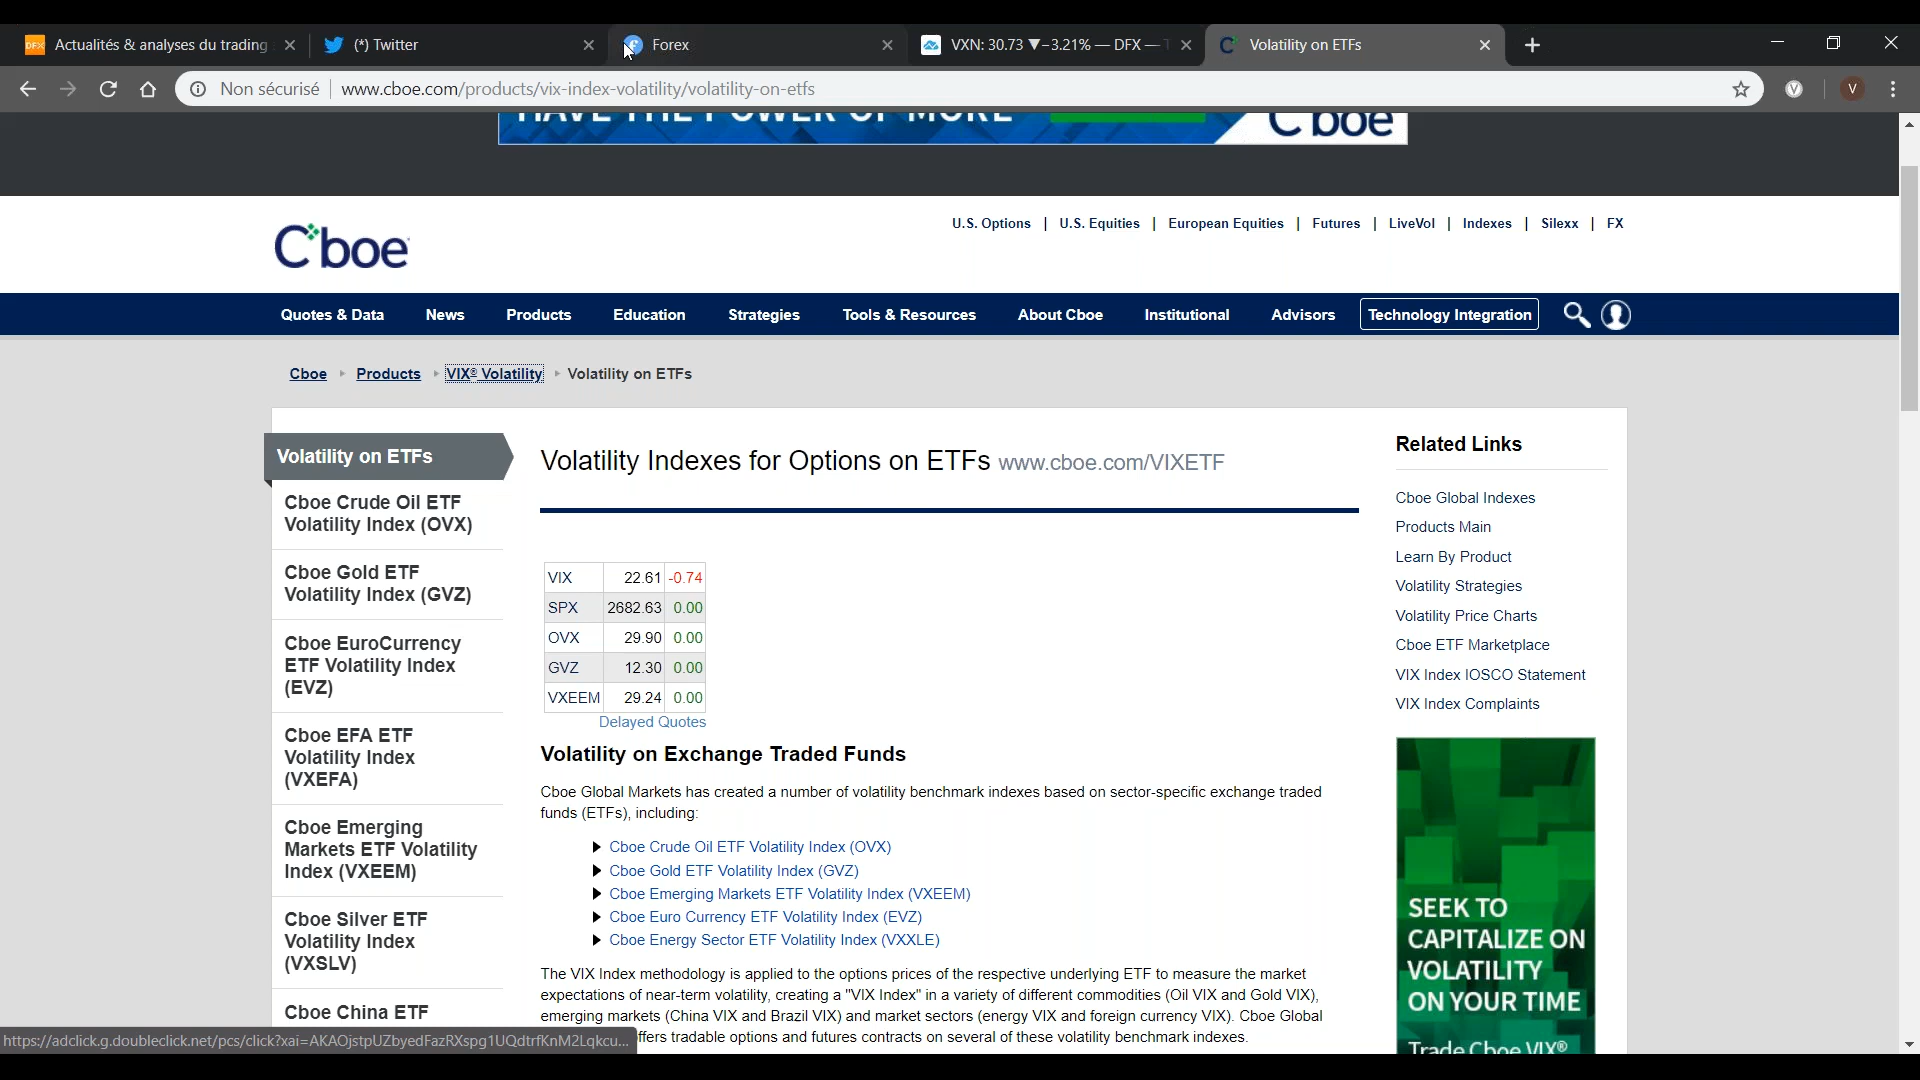 DFX Actualités & analyses du trading
(*) Twitter
Forex
VXN: 30.73 ▼−3.21% — DFX —
Volatility on ETFs
Non sécurisé
www.cboe.com/products/vix-index-volatility/volatility-on-etfs
V
V
HAVE THE POWER OF MORE
Cboe
Cboe
U.S. Options | U.S. Equities | European Equities | Futures | LiveVol | Indexes | Silexx | FX
Quotes & Data News Products Education Strategies Tools & Resources About Cboe Institutional Advisors Technology Integration
Cboe Products VIX® Volatility Volatility on ETFs
Volatility on ETFs
Cboe Crude Oil ETF
Volatility Index (OVX)
Cboe Gold ETF
Volatility Index (GVZ)
Cboe EuroCurrency
ETF Volatility Index
(EVZ)
Cboe EFA ETF
Volatility Index
(VXEFA)
Cboe Emerging
Markets ETF Volatility
Index (VXEEM)
Cboe Silver ETF
Volatility Index
(VXSLV)
Cboe China ETF
Volatility Indexes for Options on ETFs www.cboe.com/VIXETF
VIX 22.61 -0.74
SPX 2682.63 0.00
OVX 29.90 0.00
GVZ 12.30 0.00
VXEEM 29.24 0.00
Delayed Quotes
Volatility on Exchange Traded Funds
Cboe Global Markets has created a number of volatility benchmark indexes based on sector-specific exchange traded
funds (ETFs), including:
Cboe Crude Oil ETF Volatility Index (OVX)
Cboe Gold ETF Volatility Index (GVZ)
Cboe Emerging Markets ETF Volatility Index (VXEEM)
Cboe Euro Currency ETF Volatility Index (EVZ)
Cboe Energy Sector ETF Volatility Index (VXXLE)
The VIX Index methodology is applied to the options prices of the respective underlying ETF to measure the market
expectations of near-term volatility, creating a "VIX Index" in a variety of different commodities (Oil VIX and Gold VIX),
emerging markets (China VIX and Brazil VIX) and market sectors (energy VIX and foreign currency VIX). Cboe Global
ffers tradable options and futures contracts on several of these volatility benchmark indexes.
Related Links
Cboe Global Indexes
Products Main
Learn By Product
Volatility Strategies
Volatility Price Charts
Cboe ETF Marketplace
VIX Index IOSCO Statement
VIX Index Complaints
SEEK TO
CAPITALIZE ON
VOLATILITY
ON YOUR TIME
Trade Cboe VIX®
https://adclick.g.doubleclick.net/pcs/click?xai=AKAOjstpUZbyedFazRXspg1UQdtrfKnM2Lqkcu...